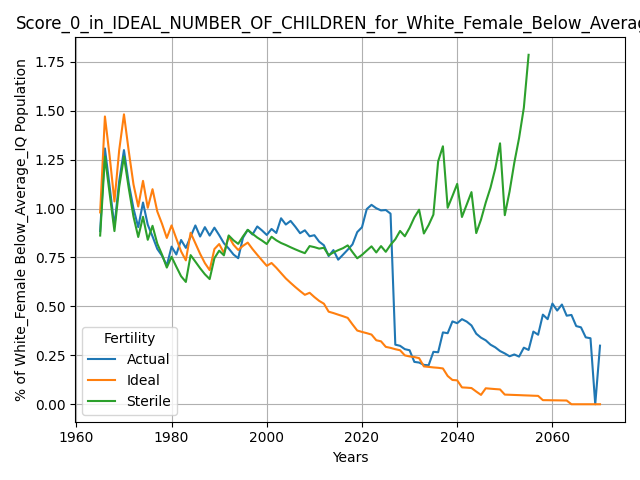 Score_0_in_IDEAL_NUMBER_OF_CHILDREN_for_White_Female_Below_Averag
% of White_Female Below_Average_IQ Population
1.75
1.50
1.25
1.00
0.75
0.50
0.25
0.00
Fertility
Actual
Ideal
Sterile
1960
1980
2000
2020
2040
2060
Years